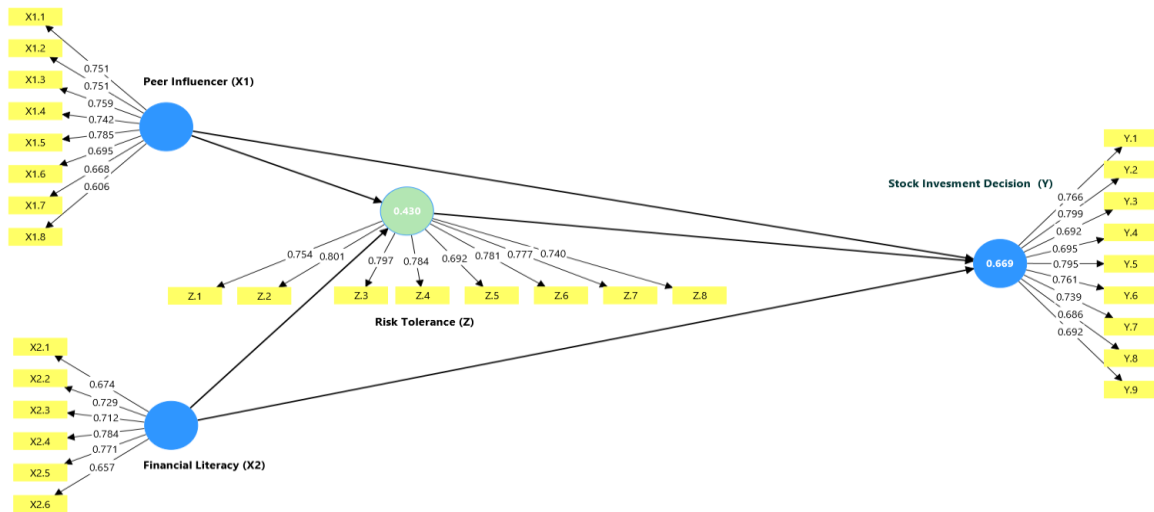 X1.1
X1.2
X1.3
X1.4
X1.5
X1.6
X1.7
X1.8
0.751
0.751
0.759
0.742
0.785
0.695
0.668
0.606
Peer Influencer (X1)
0.430
0.754
0.801
0.797
0.784
0.692
0.781
0.777
0.740
Z.1
Z.2
Z.3
Z.4
Z.5
Z.6
Z.7
Z.8
Risk Tolerance (Z)
X2.1
X2.2
X2.3
X2.4
X2.5
X2.6
0.674
0.729
0.712
0.784
0.771
0.657
Financial Literacy (X2)
Stock Invesment Decision (Y)
0.669
0.766
0.799
0.692
0.695
0.795
0.761
0.739
0.686
0.692
Y.1
Y.2
Y.3
Y.4
Y.5
Y.6
Y.7
Y.8
Y.9